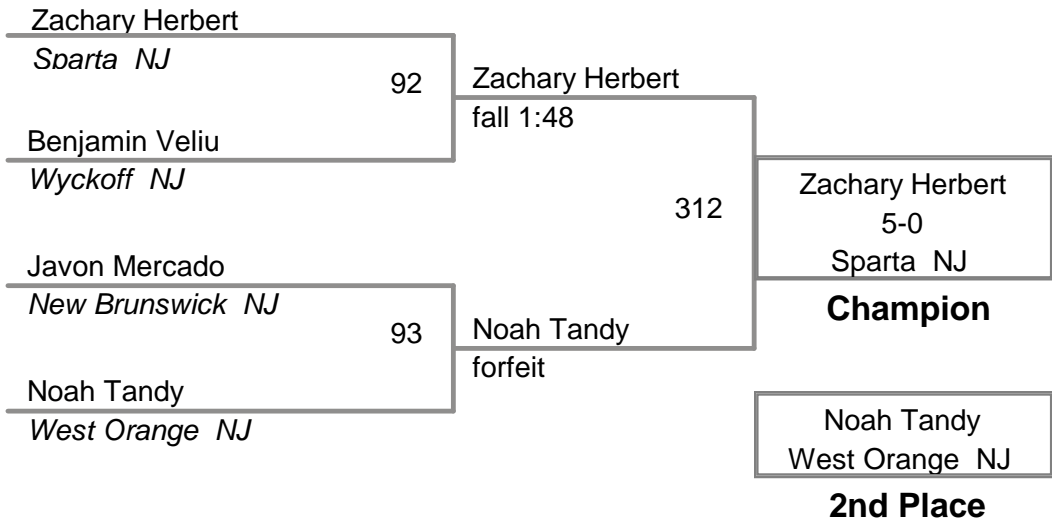 Zachary Herbert
Sparta NJ
92
Zachary Herbert
fall 1:48
Benjamin Veliu
Wyckoff NJ
312
Zachary Herbert
5-0
Sparta NJ
Champion
Javon Mercado
New Brunswick NJ
93
Noah Tandy
forfeit
Noah Tandy
West Orange NJ
Noah Tandy
West Orange NJ
2nd Place